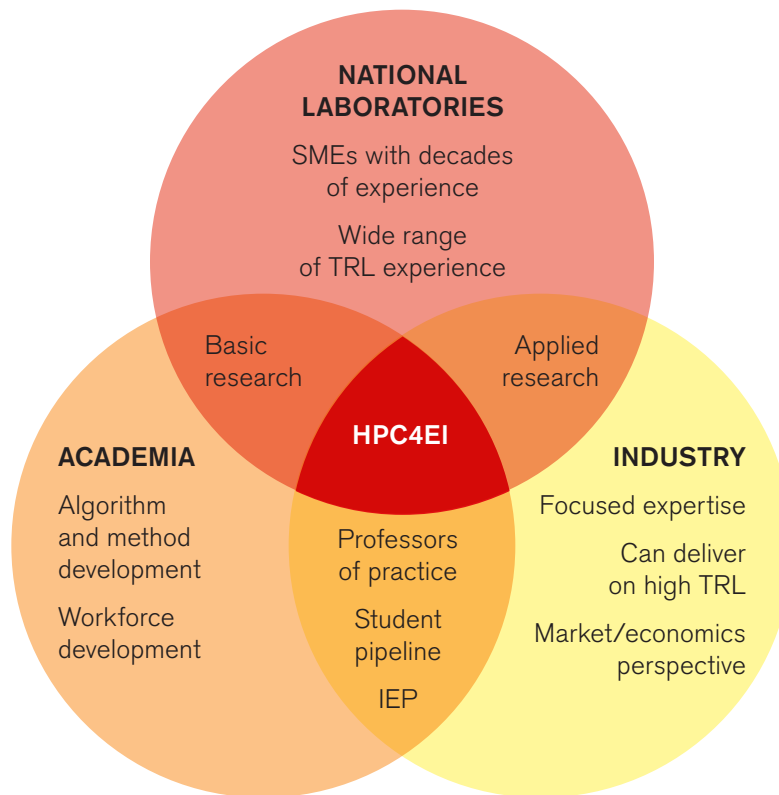 NATIONAL
LABORATORIES
SMEs with decades
of experience
Wide range
of TRL experience
Basic
research
Applied
research
HPC4EI
ACADEMIA
Algorithm
and method
development
Workforce
development
Professors
of practice
Student
pipeline
IEP
INDUSTRY
Focused expertise
Can deliver
on high TRL
Market/economics
perspective